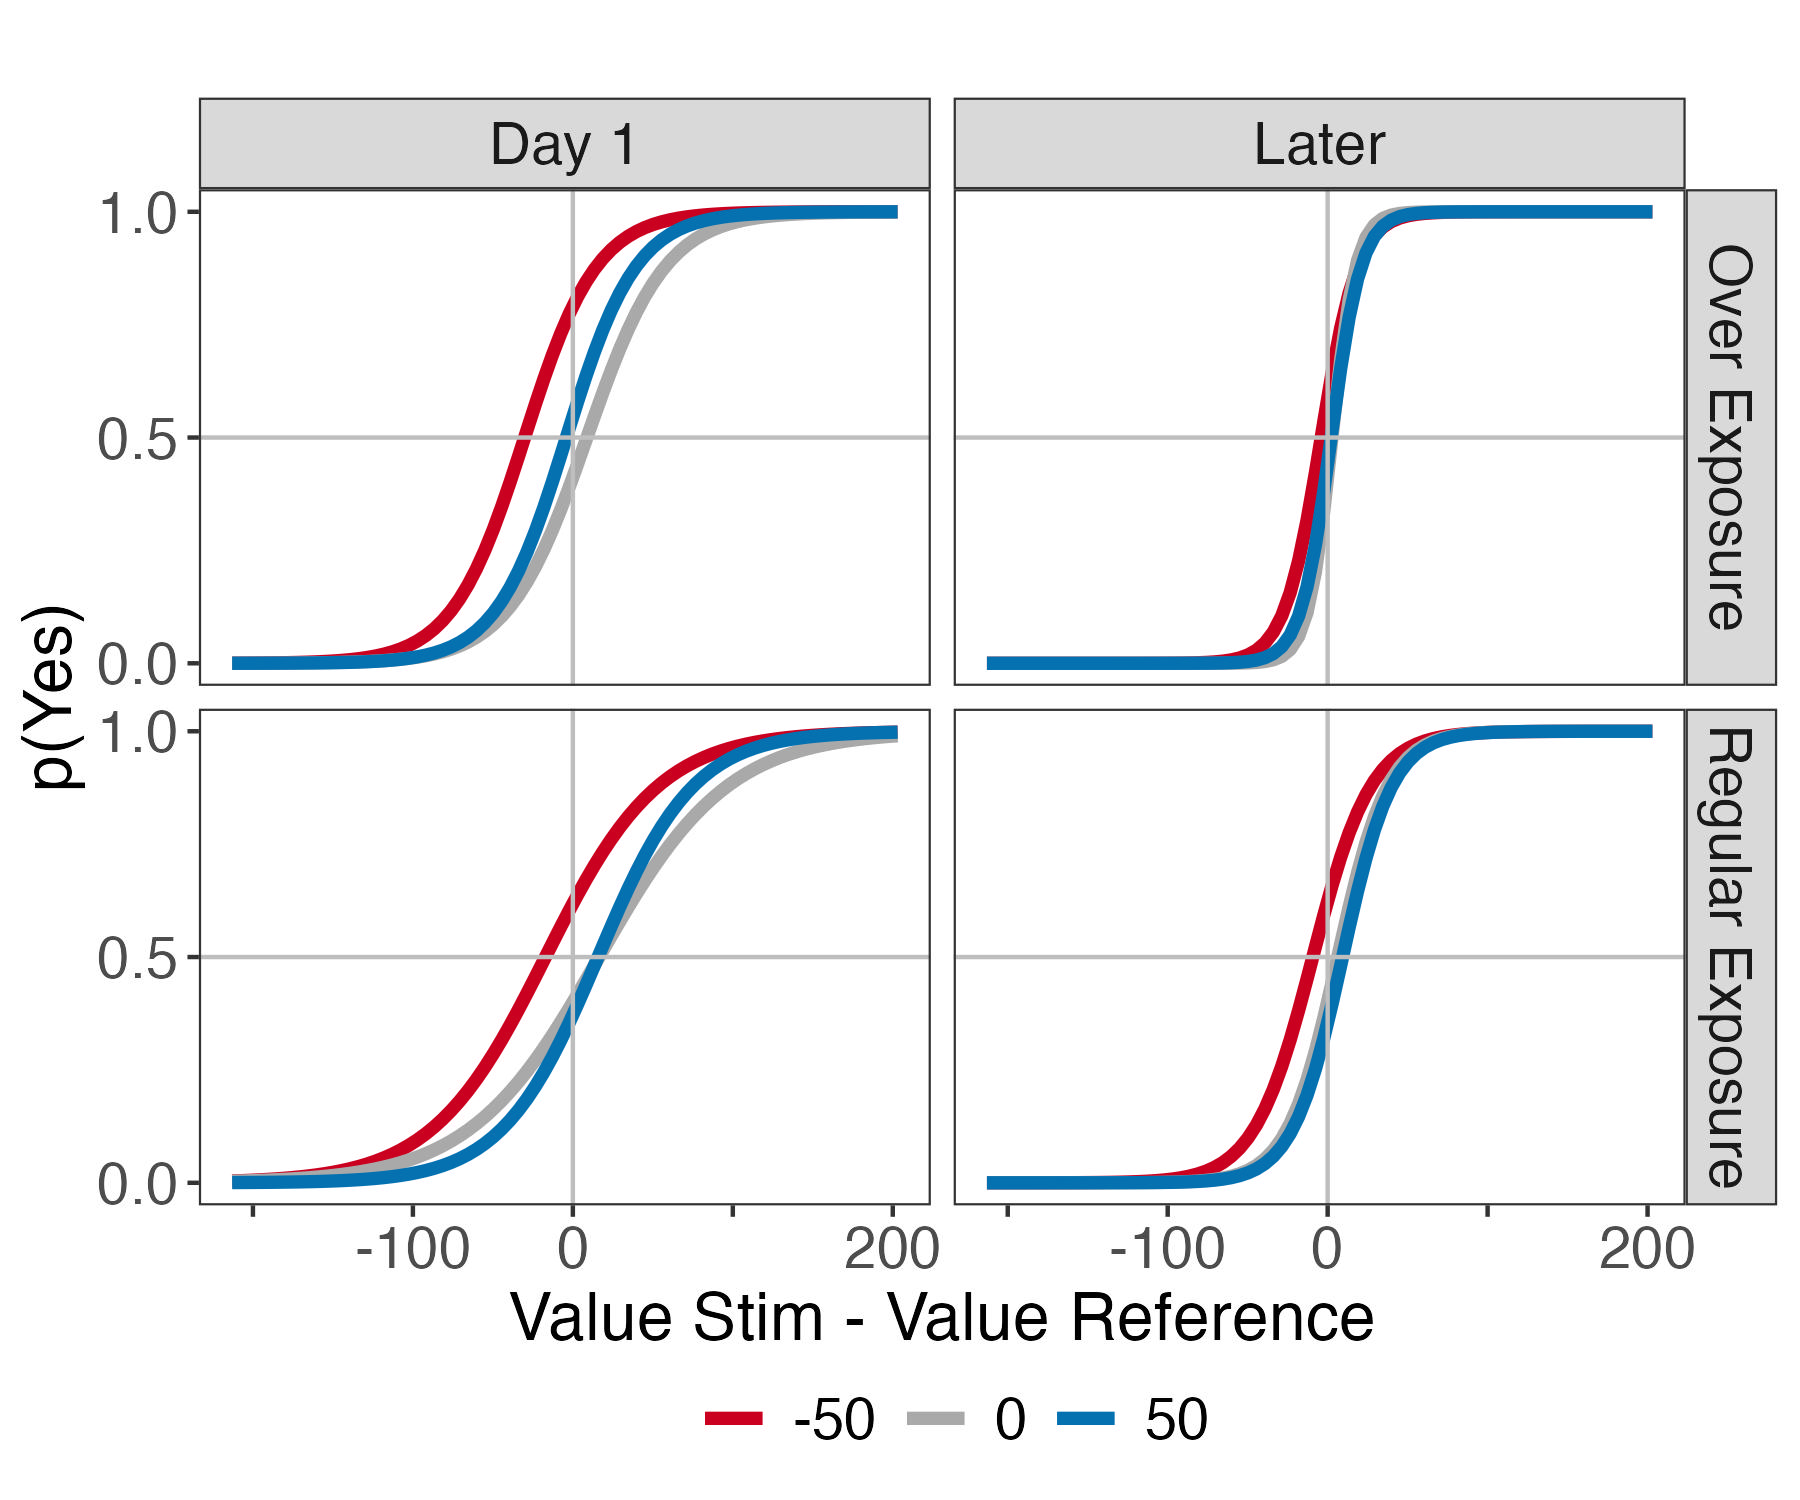 Day 1
Later
1.0
0.5
0.0
Over Exposure
p(Yes)
1.0
0.5
0.0
Regular Exposure
-100 0 200
-100 0 200
Value Stim - Value Reference
-50 0 50